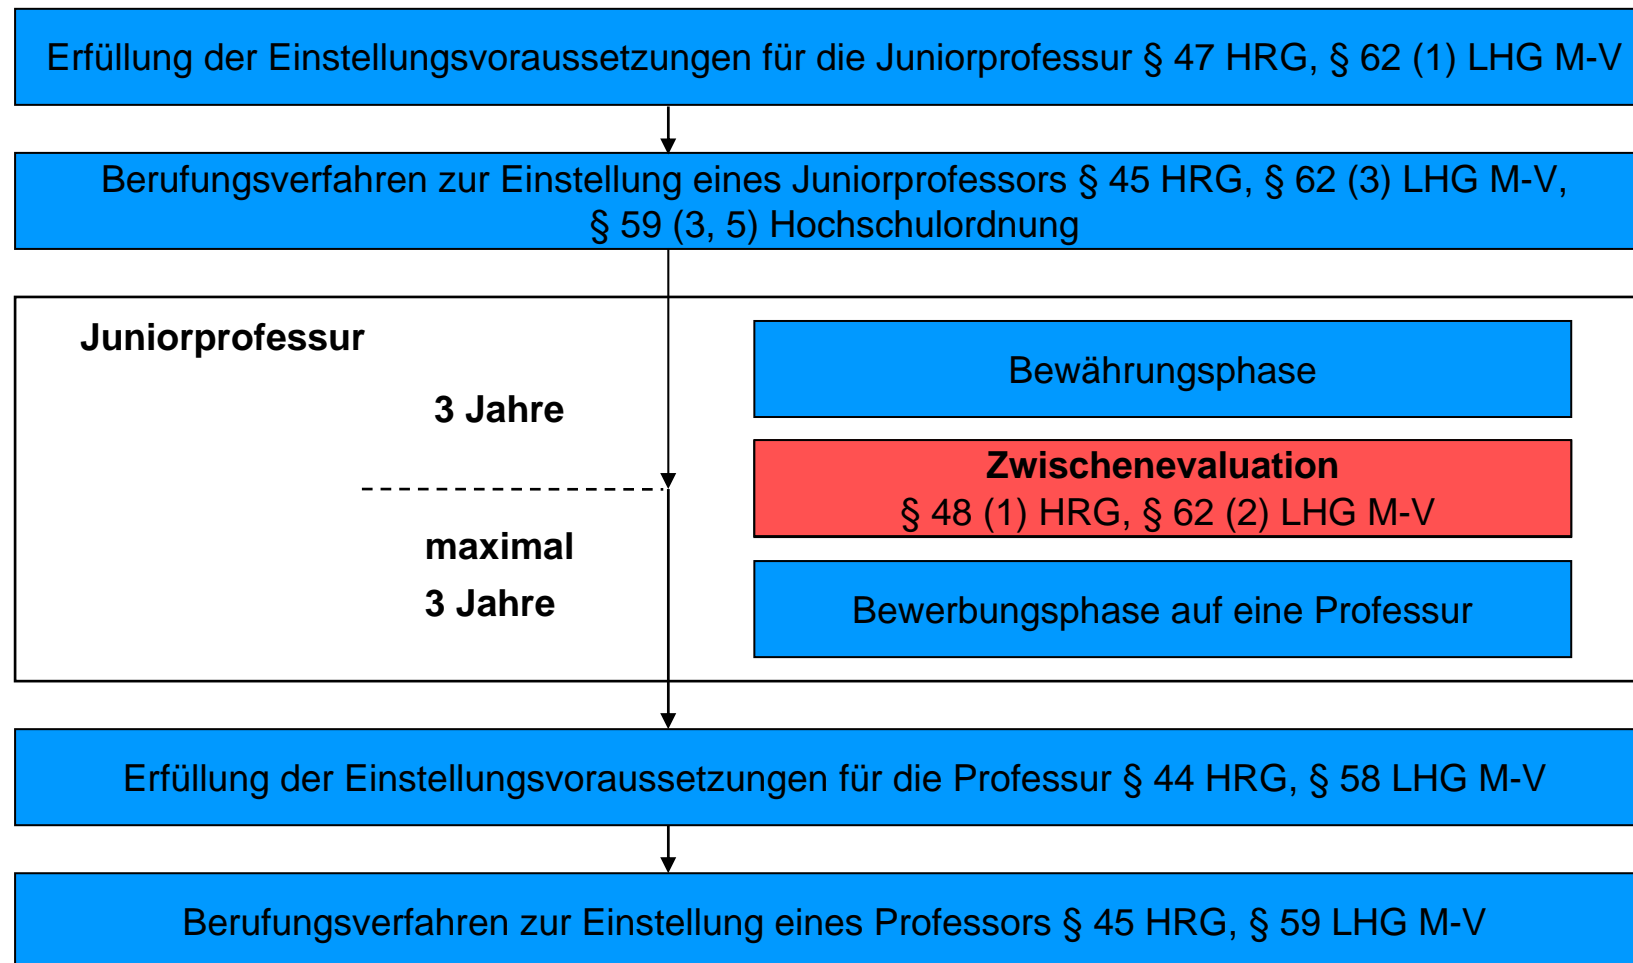 Erfüllung der Einstellungsvoraussetzungen für die Juniorprofessur § 47 HRG, § 62 (1) LHG M-V
Berufungsverfahren zur Einstellung eines Juniorprofessors § 45 HRG, § 62 (3) LHG M-V,
§ 59 (3, 5) Hochschulordnung
Juniorprofessur
3 Jahre
maximal
3 Jahre
Bewährungsphase
Zwischenevaluation
§ 48 (1) HRG, § 62 (2) LHG M-V
Bewerbungsphase auf eine Professur
Erfüllung der Einstellungsvoraussetzungen für die Professur § 44 HRG, § 58 LHG M-V
Berufungsverfahren zur Einstellung eines Professors § 45 HRG, § 59 LHG M-V